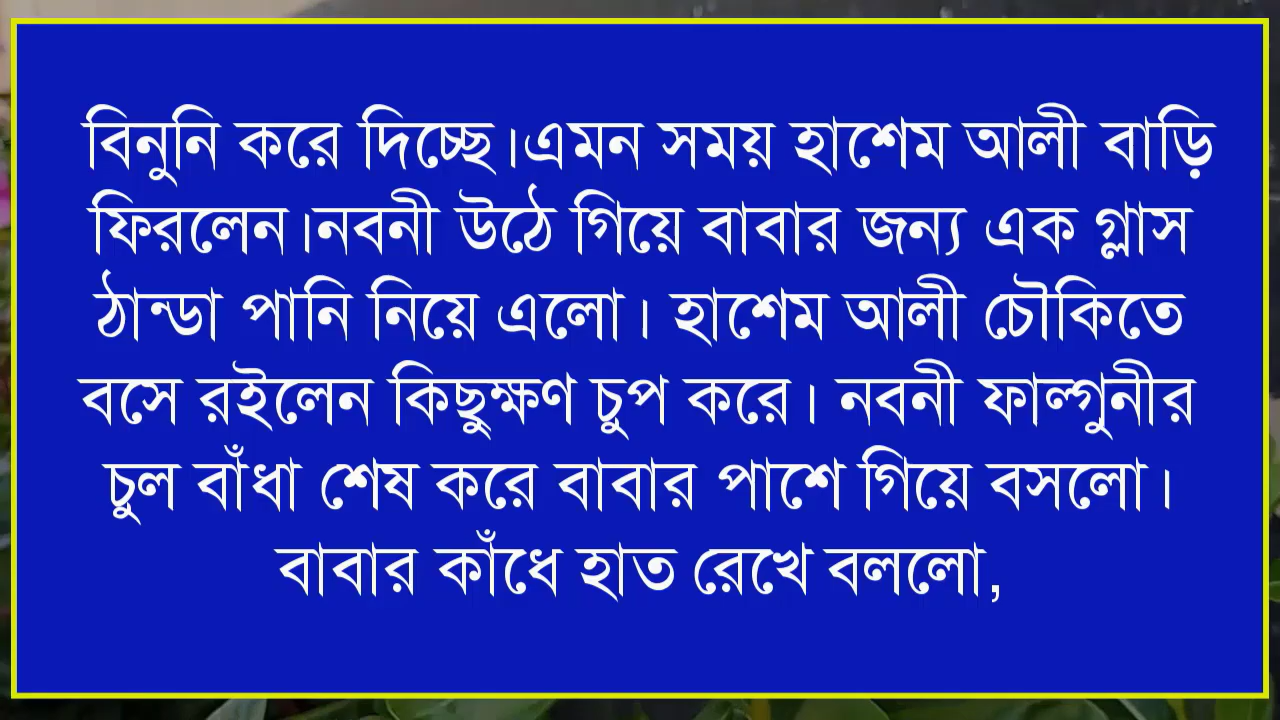 বিনুনি করে দিচ্ছে।এমন সময় হাশেম আলী বাড়ি
ফিরলেন।নবনী উঠে গিয়ে বাবার জন্য এক গ্লাস
ঠান্ডা পানি নিয়ে এলো। হাশেম আলী চৌকিতে
বসে রইলেন কিছুক্ষণ চুপ করে। নবনী ফাল্গুনীর
চুল বাঁধা শেষ করে বাবার পাশে গিয়ে বসলো।
বাবার কাঁধে হাত রেখে বললো,